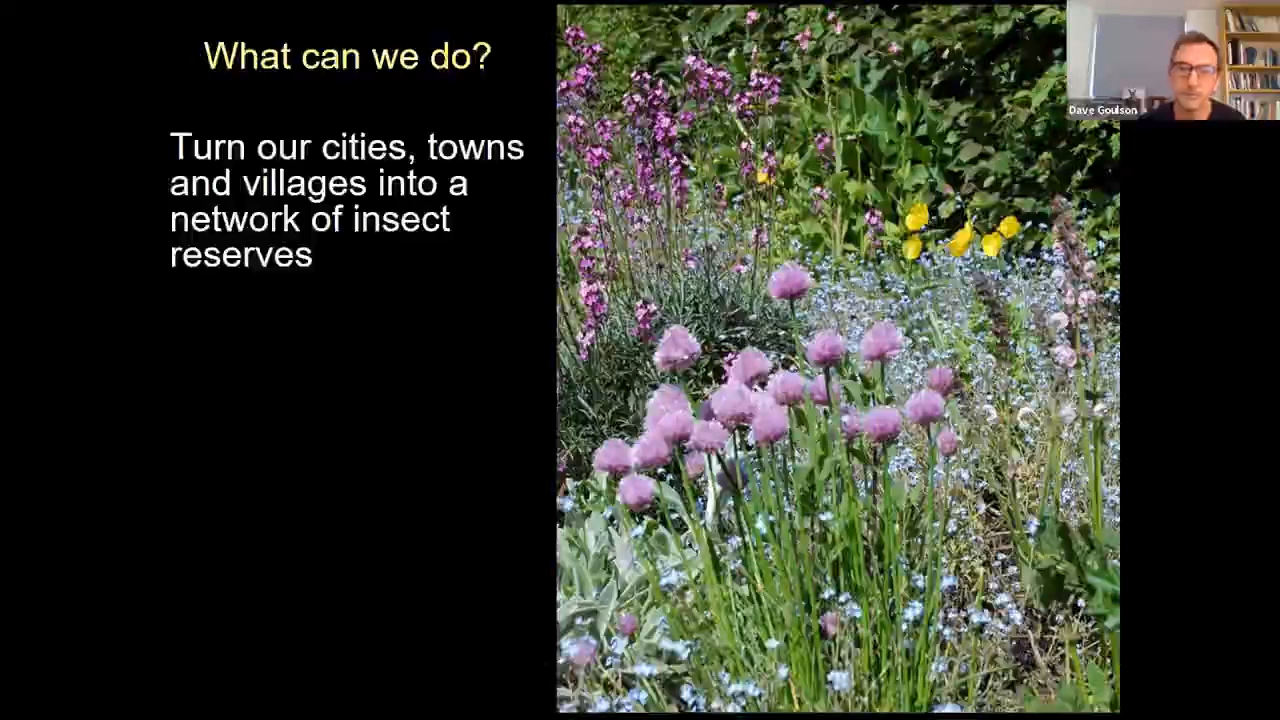 What can we do?
Turn our cities, towns
and villages into a
network of insect
reserves
Dave Goulson